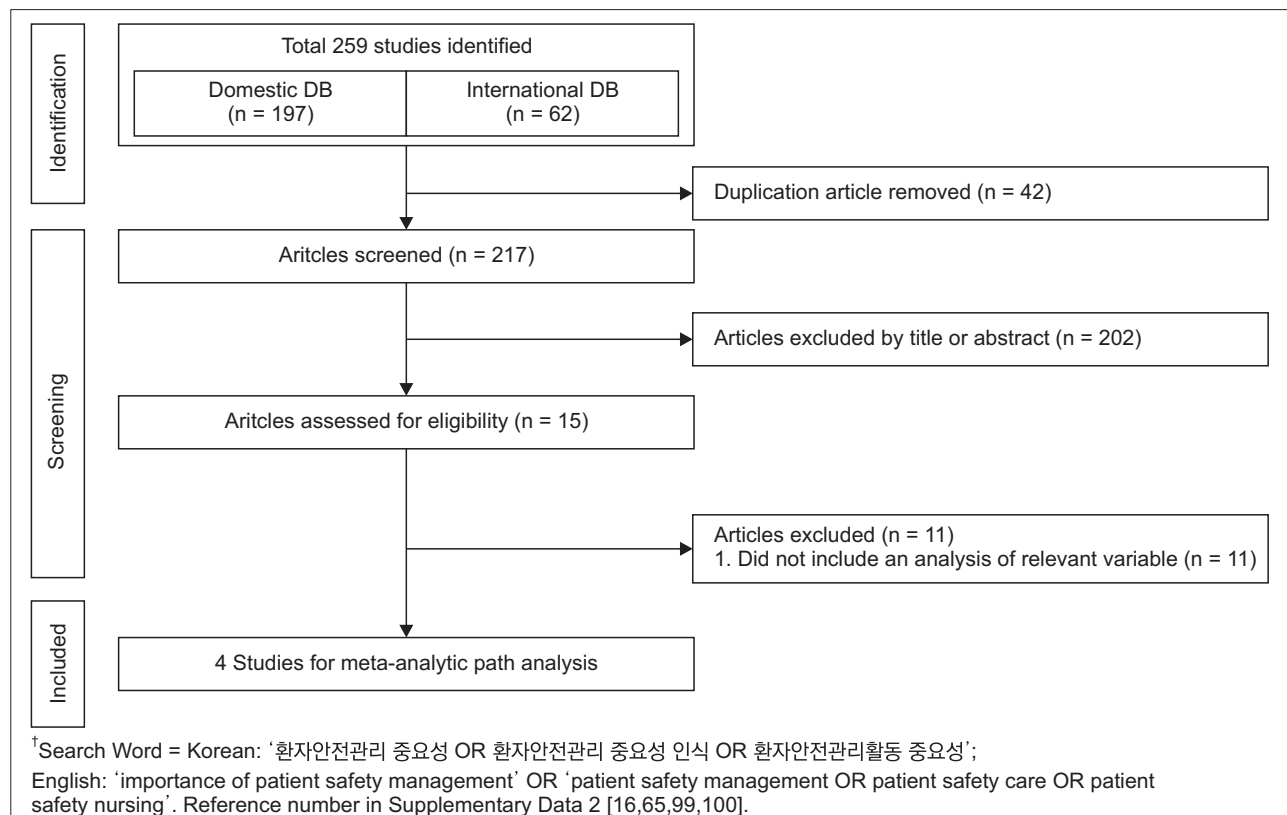 Identification
Total 259 studies identified
Domestic DB
(n = 197)
International DB
(n = 62)
Duplication article removed (n = 42)
Screening
Aritcles screened (n = 217)
Articles excluded by title or abstract (n = 202)
Aritcles assessed for eligibility (n = 15)
Articles excluded (n = 11)
1. Did not include an analysis of relevant variable (n = 11)
Included
4 Studies for meta-analytic path analysis
†Search Word = Korean: ‘환자안전관리 중요성 OR 환자안전관리 중요성 인식 OR 환자안전관리활동 중요성’;
English: ‘importance of patient safety management’ OR ‘patient safety management OR patient safety care OR patient
safety nursing’. Reference number in Supplementary Data 2 [16,65,99,100].